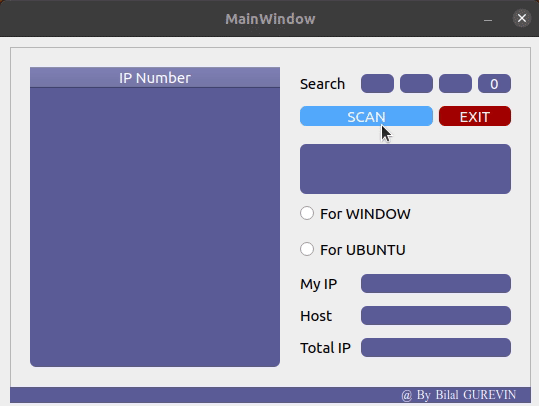 MainWindow
IP Number
Search 0
SCAN EXIT
For WINDOW
For UBUNTU
My IP
Host
Total IP
@ By Bilal GUREVIN